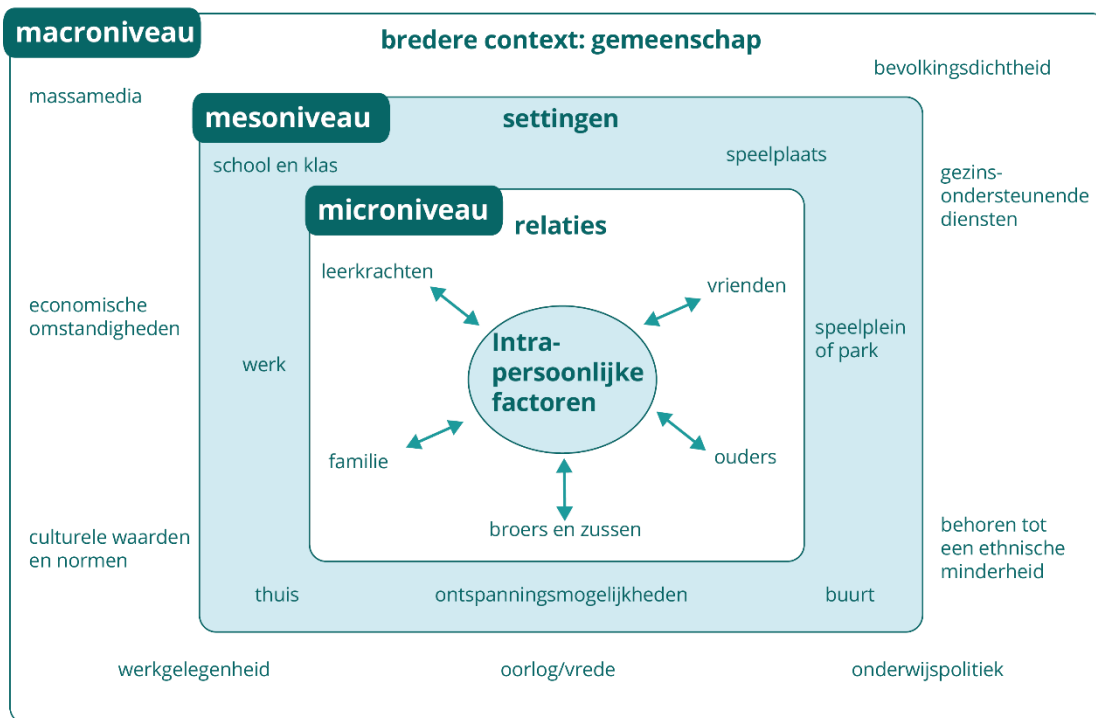 macroniveau
bredere context: gemeenschap
bevolkingsdichtheid
massamedia
mesoniveau
settingen
school en klas
speelplaats
gezins-
ondersteunende
diensten
microniveau
relaties
leerkrachten
vrienden
economische
omstandigheden
speelplein
of park
werk
Intra-
persoonlijke
factoren
familie
ouders
broers en zussen
culturele waarden
en normen
behoren tot
een ethnische
minderheid
thuis
ontspanningsmogelijkheden
buurt
werkgelegenheid
oorlog/vrede
onderwijspolitiek